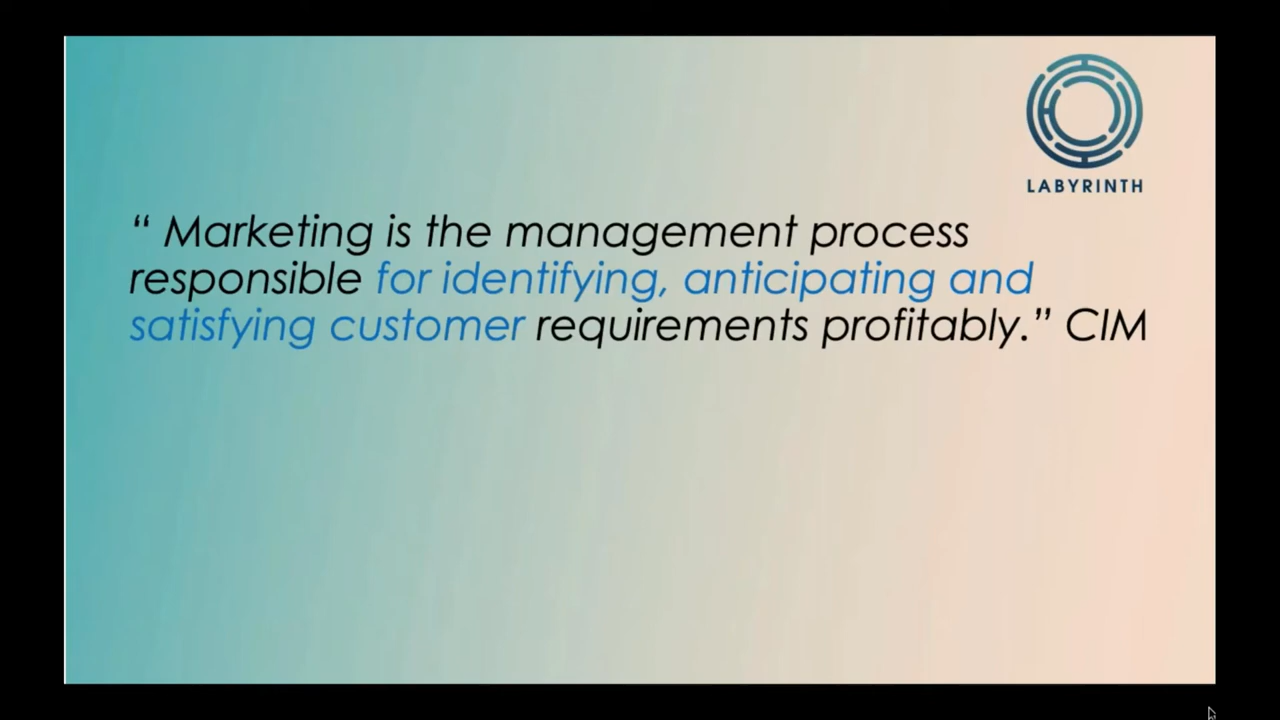 LABYRINTH
“ Marketing is the management process
responsible for identifying, anticipating and
satisfying customer requirements profitably.” CIM